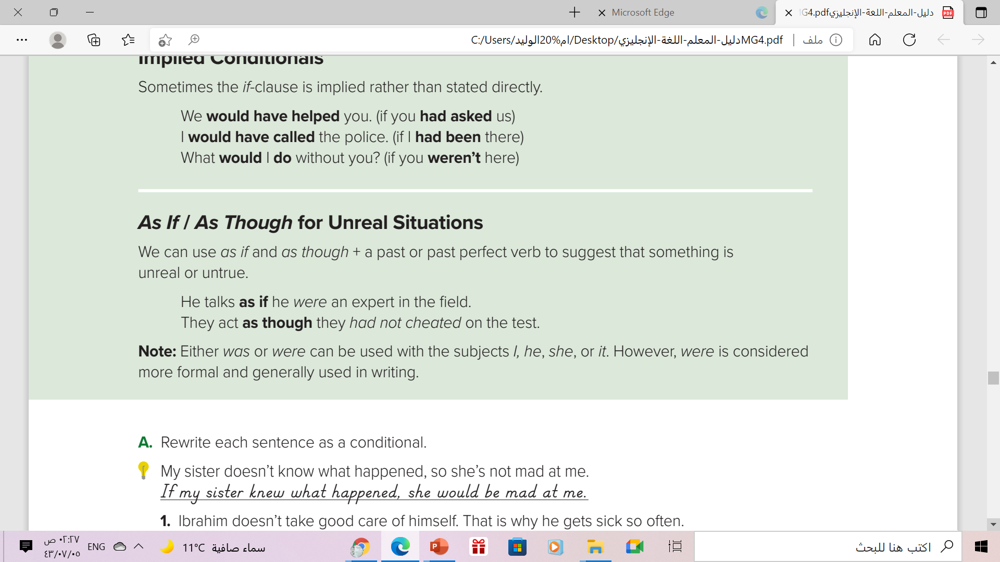 Microsoft Edge
دليل-المعلم-اللغة-الإنجليزيMG4.pdf
C:/Users/ام%20الوليد/Desktop/دليل-المعلم-اللغة-الإنجليزيMG4.pdf | ملف
Implied Conditionals
Sometimes the if-clause is implied rather than stated directly.
We would have helped you. (if you had asked us)
I would have called the police. (if I had been there)
What would I do without you? (if you weren't here)
As If / As Though for Unreal Situations
We can use as if and as though + a past or past perfect verb to suggest that something is
unreal or untrue.
He talks as if he were an expert in the field.
They act as though they had not cheated on the test.
Note: Either was or were can be used with the subjects I, he, she, or it. However, were is considered
more formal and generally used in writing.
A. Rewrite each sentence as a conditional.
My sister doesn't know what happened, so she's not mad at me.
If my sister knew what happened, she would be mad at me.
1. Ibrahim doesn't take good care of himself. That is why he gets sick so often.
٠٢:٢٧ ص
٤٣/٠٧/٠٥
ENG
11°C سماء صافية
اكتب هنا للبحث